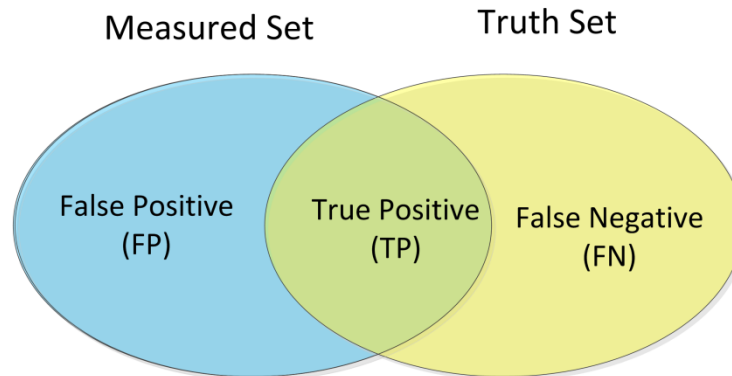 Measured Set
Truth Set
False Positive
(FP)
True Positive
(TP)
False Negative
(FN)